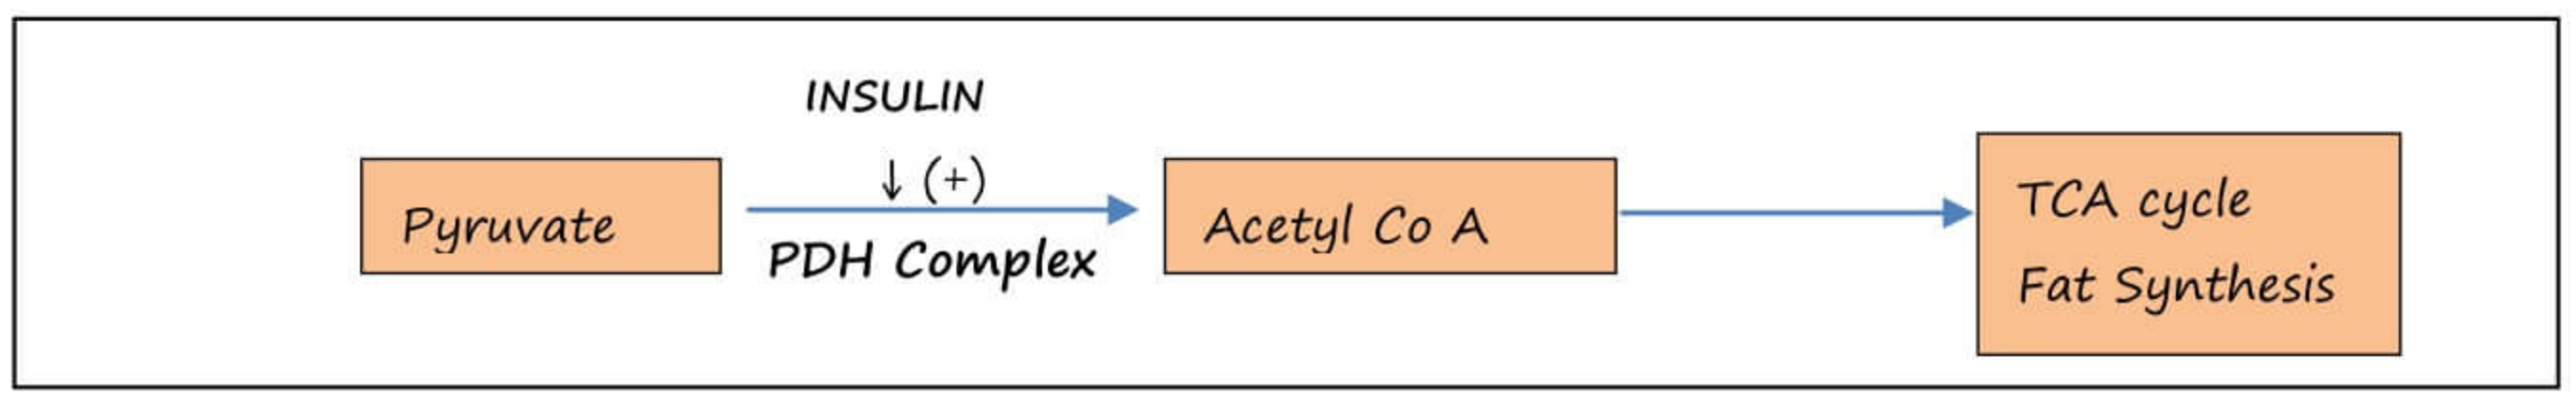 INSULIN
↓ (+)
Pyruvate
PDH Complex
Acetyl Co A
TCA cycle
Fat Synthesis